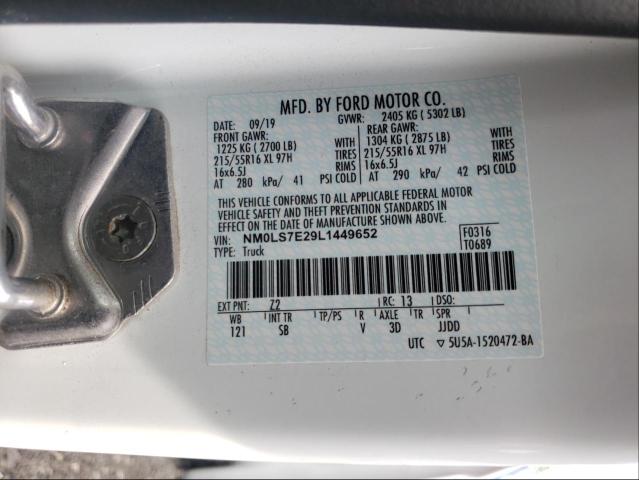 MFD. BY FORD MOTOR CO.
09/19 GVWR: 2405 KG ( 5302 LB)
FRONT GAWR: REAR GAWR:
1225 KG ( 2700 LB) WITH 1304 KG ( 2875 LB) WITH
215/55R16 XL 97H TIRES 215/55R16 XL 97H TIRES
16x6.5J RIMS 16x6.5J RIMS
AT 280 kPa/ 41 PSI COLD AT 290 kPa/ 42 PSI COLD
THIS VEHICLE CONFORMS TO ALL APPLICABLE FEDERAL MOTOR
VEHICLE SAFETY AND THEFT PREVENTION STANDARDS IN
EFFECT ON THE DATE OF MANUFACTURE SHOWN ABOVE.
VIN: NM0LS7E29L1449652 F0316
TYPE: Truck T0689
EXT PNT: Z2 RC: 13 DSO:
WB INT TR TP/PS R AXLE TR SPR
121 SB V 3D JJDD
UTC ▽ 5U5A-1520472-BA